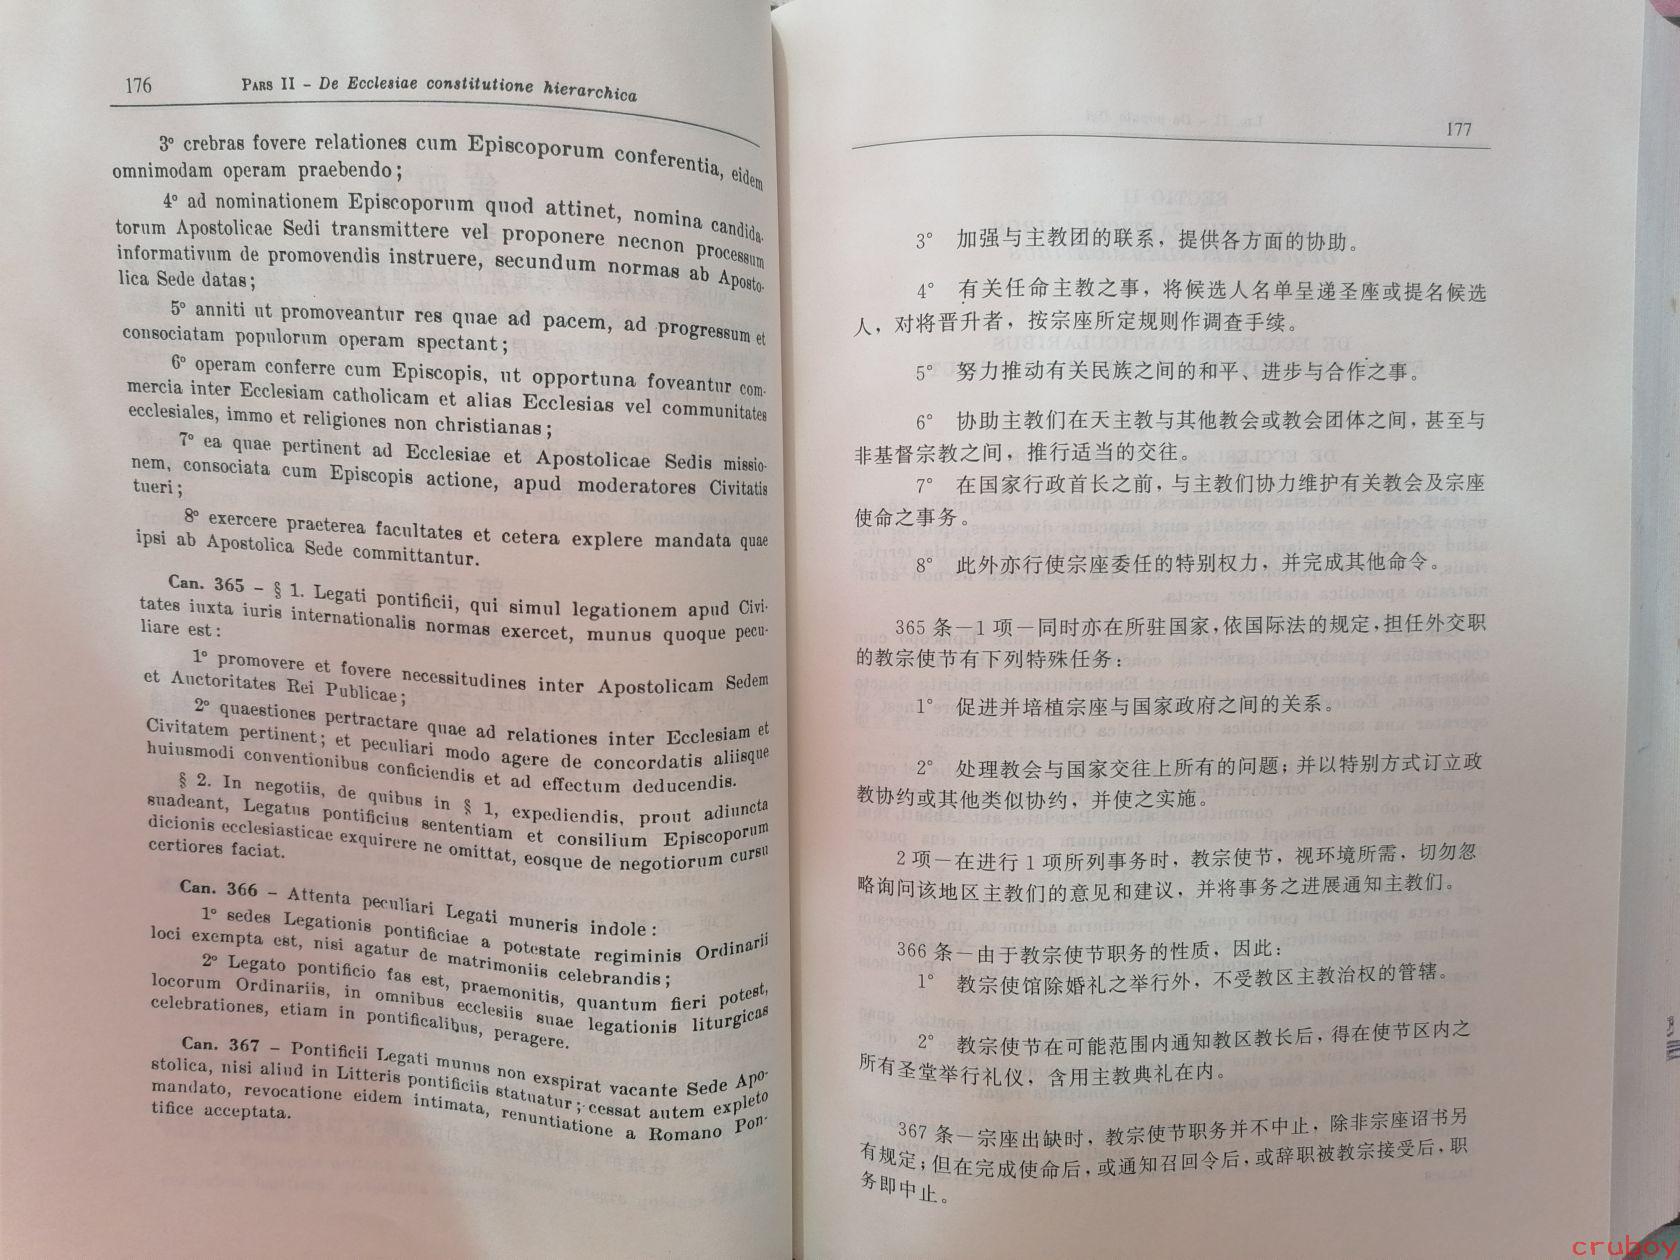 176 PARS II – De Ecclesiae constitutione hierarchica
3° crebras fovere relationes cum Episcoporum conferentia, eidem
omnimodam operam praebendo;
4° ad nominationem Episcoporum quod attinet, nomina candida-
torum Apostolicae Sedi transmittere vel proponere necnon processum
informativum de promovendis instruere, secundum normas ab Aposto-
lica Sede datas;
5° anniti ut promoveantur res quae ad pacem, ad progressum et
consociatam populorum operam spectant;
6° operam conferre cum Episcopis, ut opportuna foveantur com-
mercia inter Ecclesiam catholicam et alias Ecclesias vel communitates
ecclesiales, immo et religiones non christianas;
7° ea quae pertinent ad Ecclesiae et Apostolicae Sedis missio-
nem, consociata cum Episcopis actione, apud moderatores Civitatis
tueri;
8° exercere praeterea facultates et cetera explere mandata quae
ipsi ab Apostolica Sede committantur.
Can. 365 – § 1. Legati pontificii, qui simul legationem apud Civi-
tates iuxta iuris internationalis normas exercet, munus quoque pecu-
liare est:
1° promovere et fovere necessitudines inter Apostolicam Sedem
et Auctoritates Rei Publicae;
2° quaestiones pertractare quae ad relationes inter Ecclesiam et
Civitatem pertinent; et peculiari modo agere de concordatis aliisque
huiusmodi conventionibus conficiendis et ad effectum deducendis.
§ 2. In negotiis, de quibus in § 1, expediendis, prout adiuncta
suadeant, Legatus pontificius sententiam et consilium Episcoporum
dicionis ecclesiasticae exquirere ne omittat, eosque de negotiorum cursu
certiores faciat.
Can. 366 – Attenta peculiari Legati muneris indole:
1° sedes Legationis pontificiae a potestate regiminis Ordinarii
loci exempta est, nisi agatur de matrimoniis celebrandis;
2° Legato pontificio fas est, praemonitis, quantum fieri potest,
locorum Ordinariis, in omnibus ecclesiis suae legationis liturgicas
celebrationes, etiam in pontificalibus, peragere.
Can. 367 – Pontificii Legati munus non exspirat vacante Sede Apo-
stolica, nisi aliud in Litteris pontificiis statuatur; cessat autem expleto
mandato, revocatione eidem intimata, renuntiatione a Romano Pon-
tifice acceptata.
177
3° 加强与主教团的联系，提供各方面的协助。
4° 有关任命主教之事，将候选人名单呈递圣座或提名候选
人，对将晋升者，按宗座所定规则作调查手续。
5° 努力推动有关民族之间的和平、进步与合作之事。
6° 协助主教们在天主教与其他教会或教会团体之间，甚至与
非基督宗教之间，推行适当的交往。
7° 在国家行政首长之前，与主教们协力维护有关教会及宗座
使命之事务。
8° 此外亦行使宗座委任的特别权力，并完成其他命令。
365 条－1 项－同时亦在所驻国家，依国际法的规定，担任外交职
的教宗使节有下列特殊任务：
1° 促进并培植宗座与国家政府之间的关系。
2° 处理教会与国家交往上所有的问题；并以特别方式订立政
教协约或其他类似协约，并使之实施。
2 项－在进行 1 项所列事务时，教宗使节，视环境所需，切勿忽
略询问该地区主教们的意见和建议，并将事务之进展通知主教们。
366 条－由于教宗使节职务的性质，因此：
1° 教宗使馆除婚礼之举行外，不受教区主教治权的管辖。
2° 教宗使节在可能范围内通知教区教长后，得在使节区内之
所有圣堂举行礼仪，含用主教典礼在内。
367 条－宗座出缺时，教宗使节职务并不中止，除非宗座诏书另
有规定；但在完成使命后，或通知召回令后，或辞职被教宗接受后，职
务即中止。
cruboy